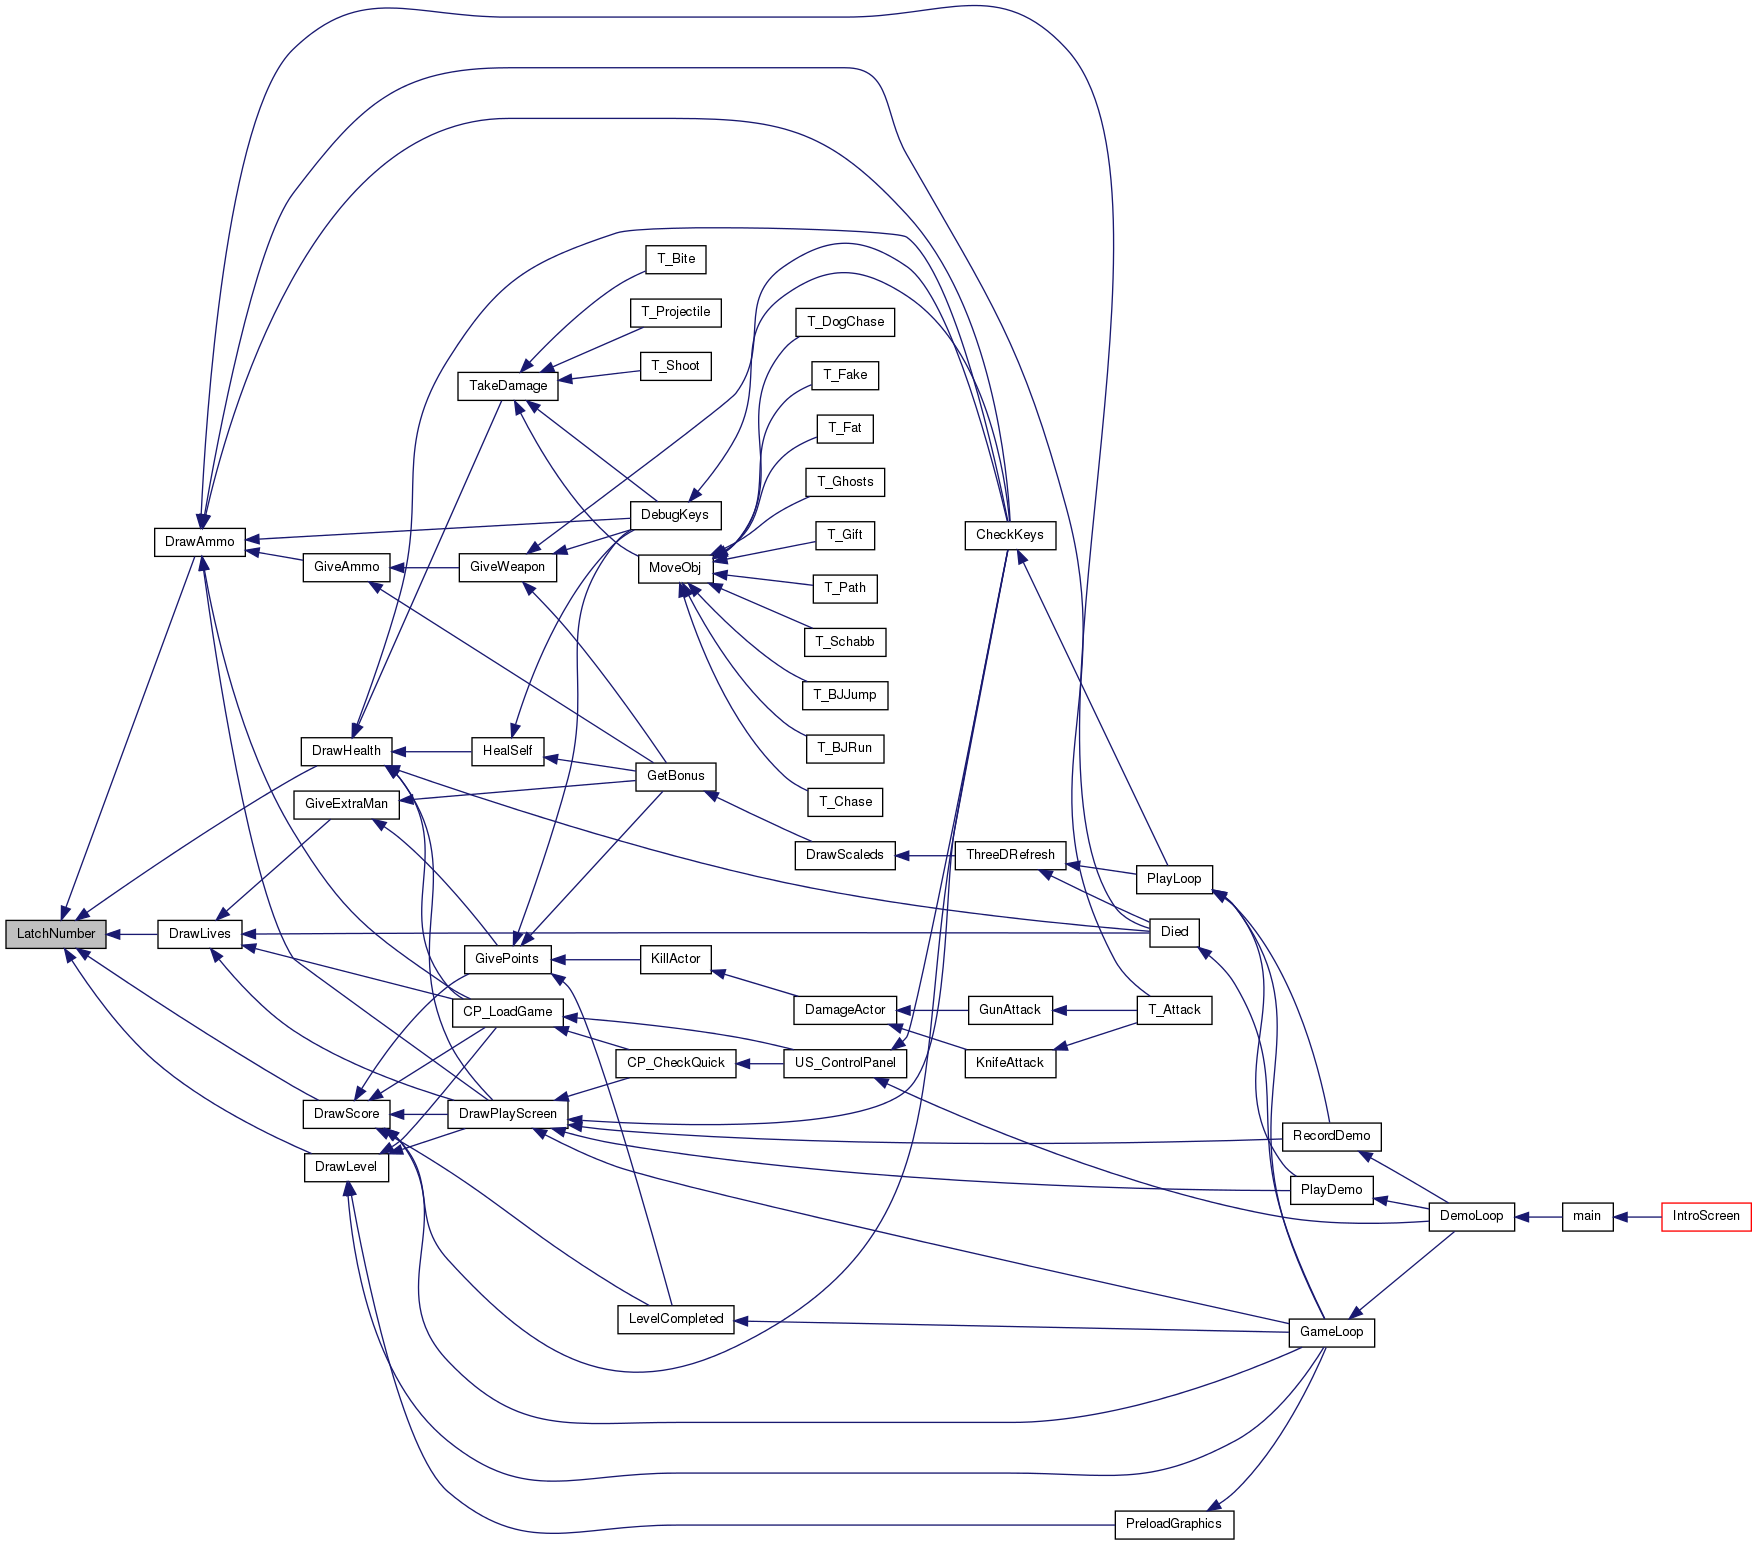 T_Bite
T_Projectile
T_DogChase
T_Shoot
T_Fake
TakeDamage
T_Fat
T_Ghosts
DebugKeys
T_Gift
CheckKeys
DrawAmmo
GiveAmmo
GiveWeapon
MoveObj
T_Path
T_Schabb
T_BJJump
DrawHealth
HealSelf
T_BJRun
GetBonus
GiveExtraMan
T_Chase
DrawScaleds
ThreeDRefresh
PlayLoop
LatchNumber
DrawLives
Died
GivePoints
KillActor
CP_LoadGame
DamageActor
GunAttack
T_Attack
CP_CheckQuick
US_ControlPanel
KnifeAttack
DrawScore
DrawPlayScreen
RecordDemo
DrawLevel
PlayDemo
DemoLoop
main
IntroScreen
LevelCompleted
GameLoop
PreloadGraphics